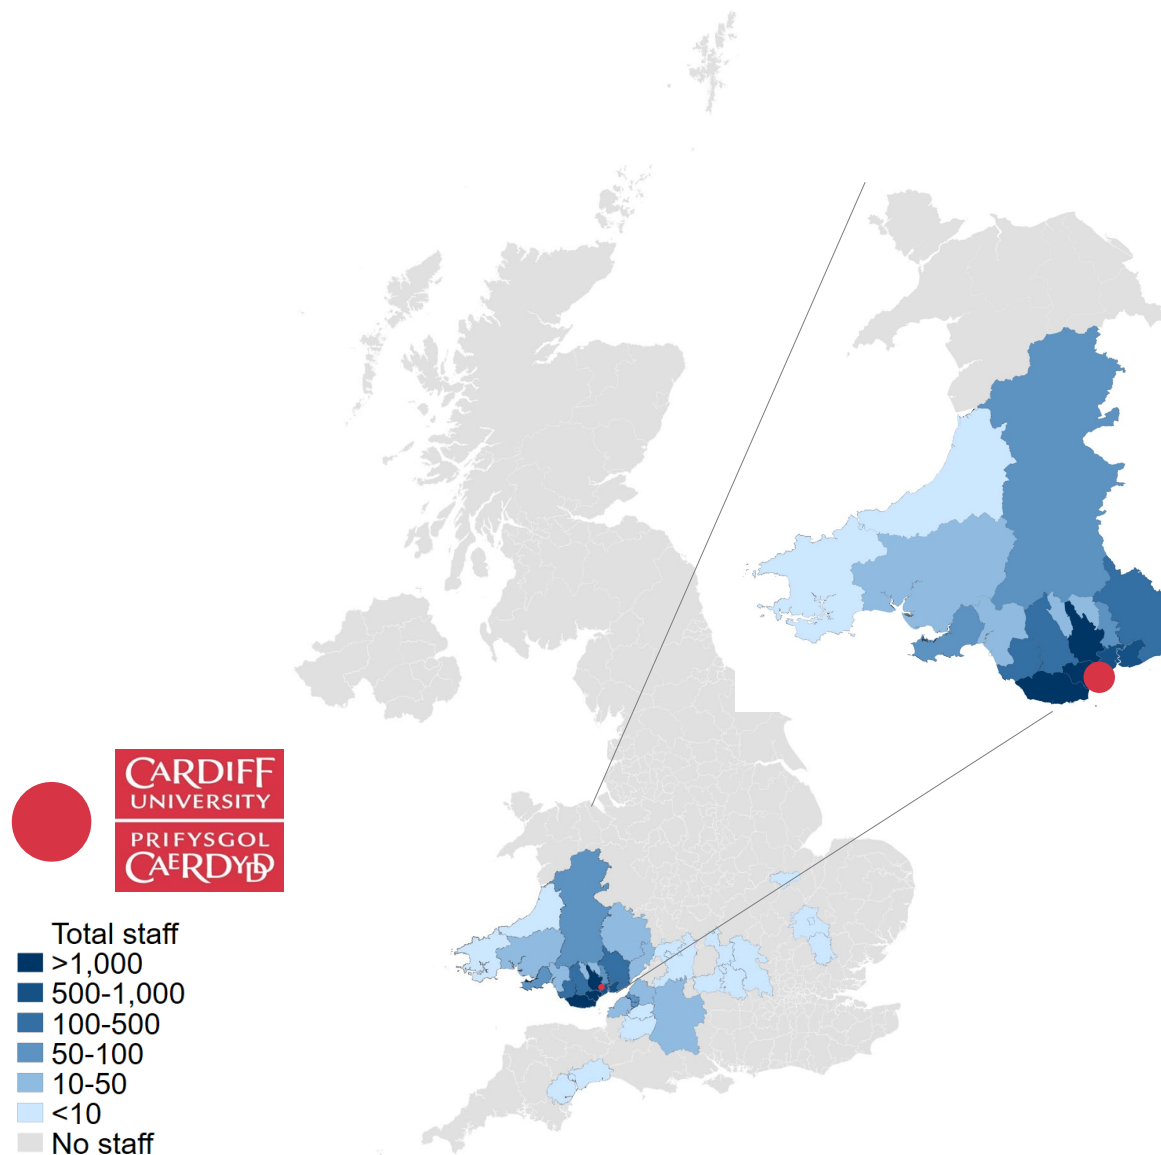 CARDIFF
UNIVERSITY
PRIFYSGOL
CAERDYDD
Total staff
>1,000
500-1,000
100-500
50-100
10-50
<10
No staff